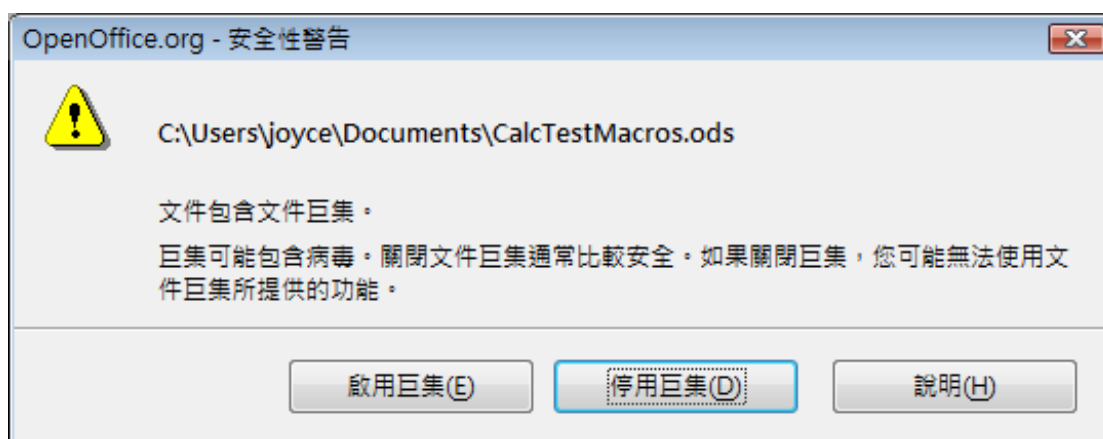 OpenOffice.org - 安全性警告
C:\Users\joyce\Documents\CalcTestMacros.ods
文件包含文件巨集。
巨集可能包含病毒。關閉文件巨集通常比較安全。如果關閉巨集，您可能無法使用文
件巨集所提供的功能。
啟用巨集(E) 停用巨集(D) 說明(H)